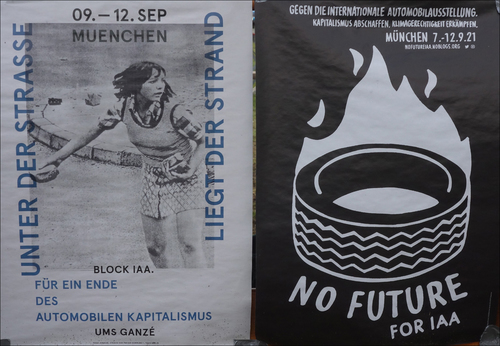 09. — 12. SEP
MUENCHEN
UNTER DER STRASSE
LIEGT DER STRAND
BLOCK IAA.
FÜR EIN ENDE
DES
AUTOMOBILEN KAPITALISMUS
UMS GANZÉ
GEGEN DIE INTERNATIONALE AUTOMOBILAUSSTELLUNG.
KAPITALISMUS ABSCHAFFEN, KLIMAGERECHTIGKEIT ERKÄMPFEN.
MÜNCHEN 7.-12.9.21
NOFUTUREIAA.NOBLOGS.ORG
NO FUTURE
FOR IAA